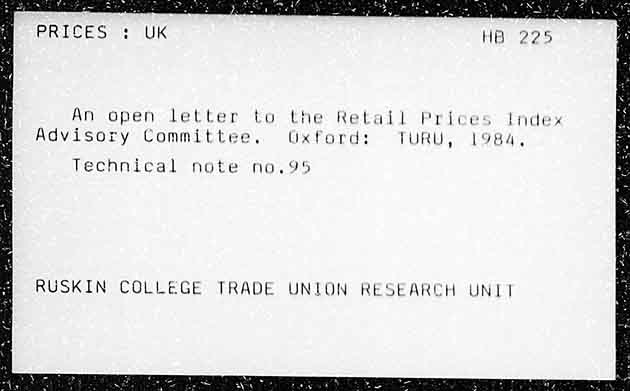 PRICES : UK HB 225
An open letter to the Retail Prices Index
Advisory Committee. Oxford: TURU, 1984.
Technical note no.95
RUSKIN COLLEGE TRADE UNION RESEARCH UNIT